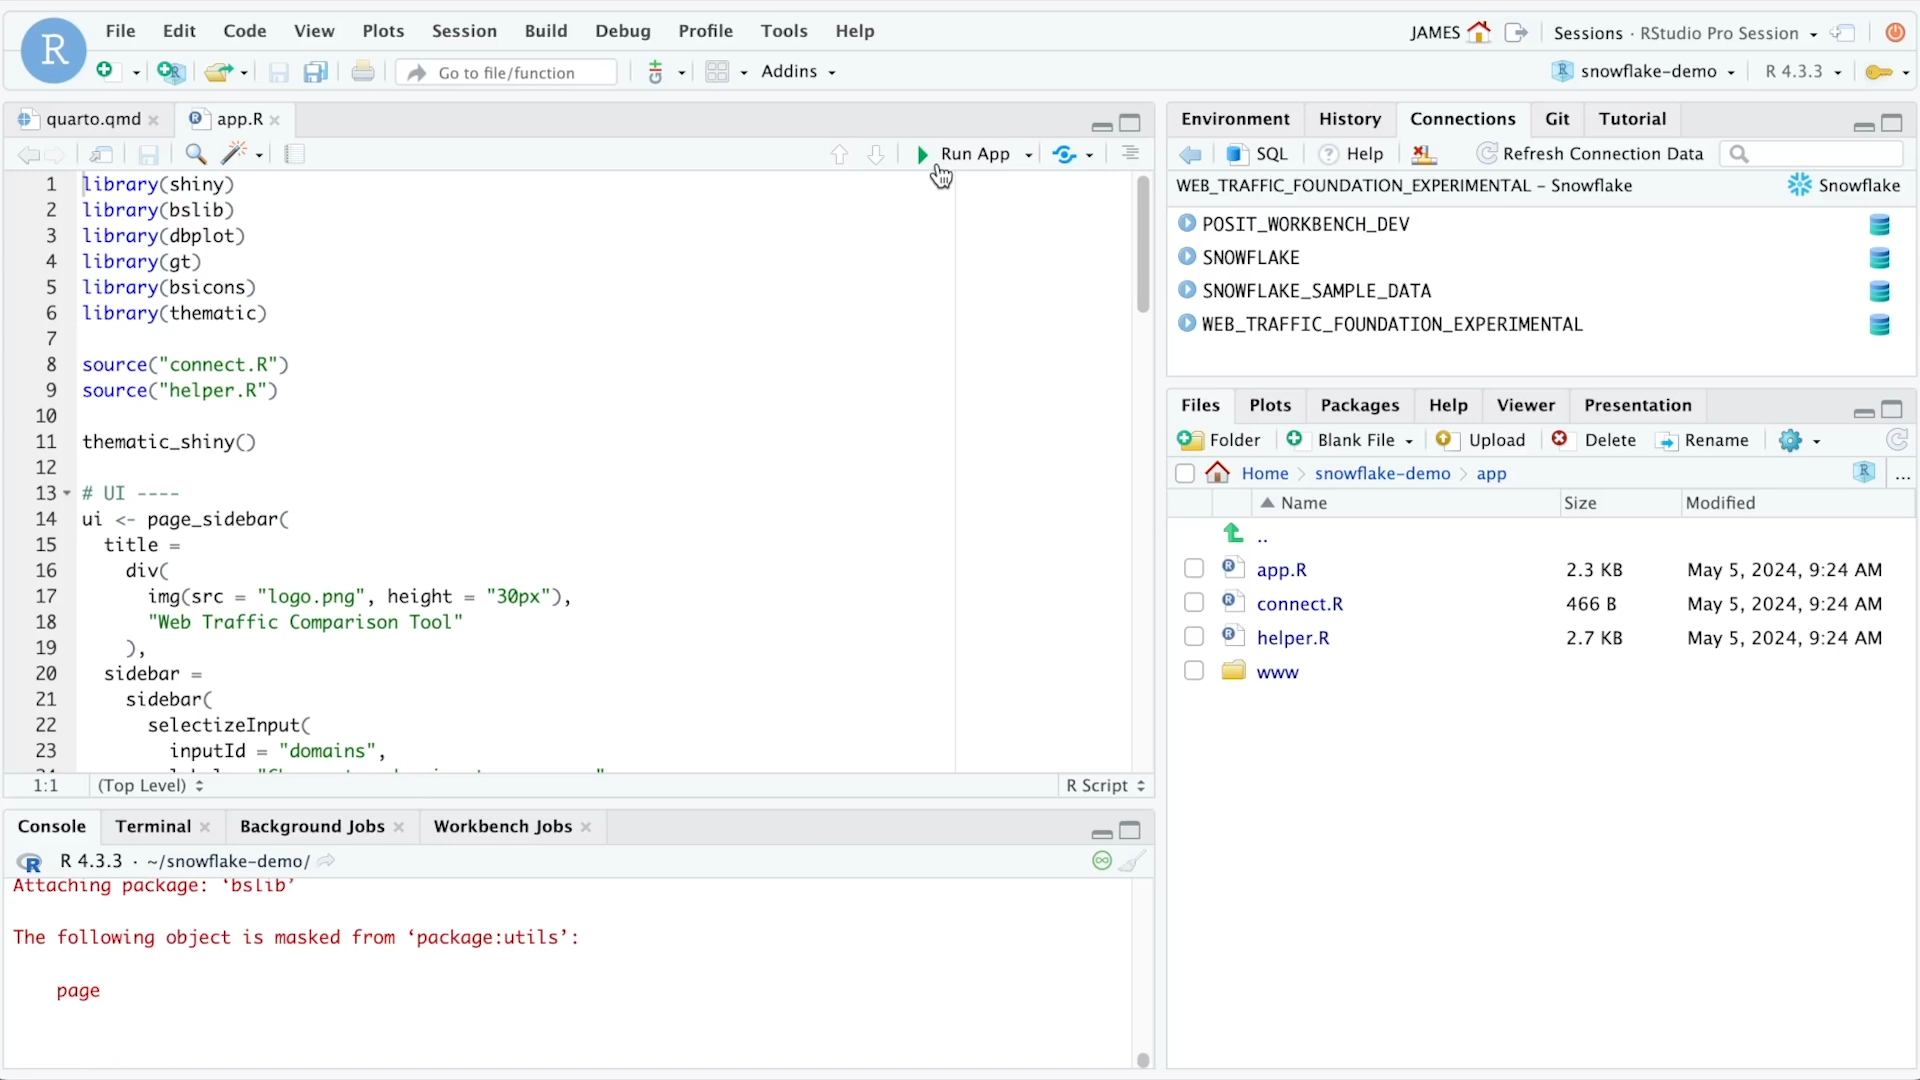 R File Edit Code View Plots Session Build Debug Profile Tools Help JAMES Sessions · RStudio Pro Session
Go to file/function Addins snowflake-demo R 4.3.3
quarto.qmd app.R
Run App
1 library(shiny)
2 library(bslib)
3 library(dbplot)
4 library(gt)
5 library(bsicons)
6 library(thematic)
7
8 source("connect.R")
9 source("helper.R")
10
11 thematic_shiny()
12
13 # UI ----
14 ui <- page_sidebar(
15 title =
16 div(
17 img(src = "logo.png", height = "30px"),
18 "Web Traffic Comparison Tool"
19 ),
20 sidebar =
21 sidebar(
22 selectizeInput(
23 inputId = "domains",
1:1 (Top Level) R Script
Console Terminal Background Jobs Workbench Jobs
R R 4.3.3 · ~/snowflake-demo/
Attaching package: ‘bslib’
The following object is masked from ‘package:utils’:
page
Environment History Connections Git Tutorial
SQL Help Refresh Connection Data
WEB_TRAFFIC_FOUNDATION_EXPERIMENTAL – Snowflake Snowflake
POSIT_WORKBENCH_DEV
SNOWFLAKE
SNOWFLAKE_SAMPLE_DATA
WEB_TRAFFIC_FOUNDATION_EXPERIMENTAL
Files Plots Packages Help Viewer Presentation
Folder Blank File Upload Delete Rename
Home > snowflake-demo > app ...
Name Size Modified
..
app.R 2.3 KB May 5, 2024, 9:24 AM
connect.R 466 B May 5, 2024, 9:24 AM
helper.R 2.7 KB May 5, 2024, 9:24 AM
www